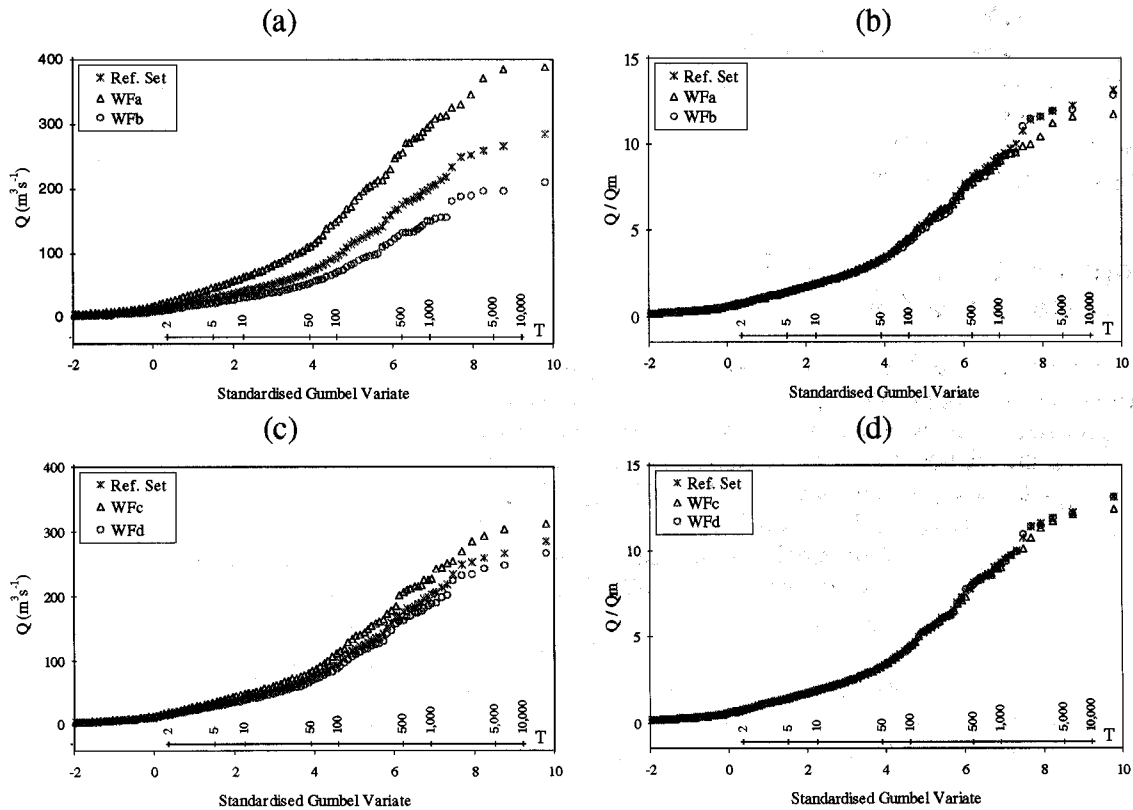 (a)
Q (m³s⁻¹)
400
300
200
100
0
Ref. Set
WFa
WFb
2
5
10
50
100
500
1,000
5,000
10,000
T
-2
0
2
4
6
8
10
Standardised Gumbel Variate
(b)
Q / Qm
15
10
5
0
Ref. Set
WFa
WFb
2
5
10
50
100
500
1,000
5,000
10,000
T
-2
0
2
4
6
8
10
Standardised Gumbel Variate
(c)
Q (m³s⁻¹)
400
300
200
100
0
Ref. Set
WFc
WFd
2
5
10
50
100
500
1,000
5,000
10,000
T
-2
0
2
4
6
8
10
Standardised Gumbel Variate
(d)
Q / Qm
15
10
5
0
Ref. Set
WFc
WFd
2
5
10
50
100
500
1,000
5,000
10,000
T
-2
0
2
4
6
8
10
Standardised Gumbel Variate